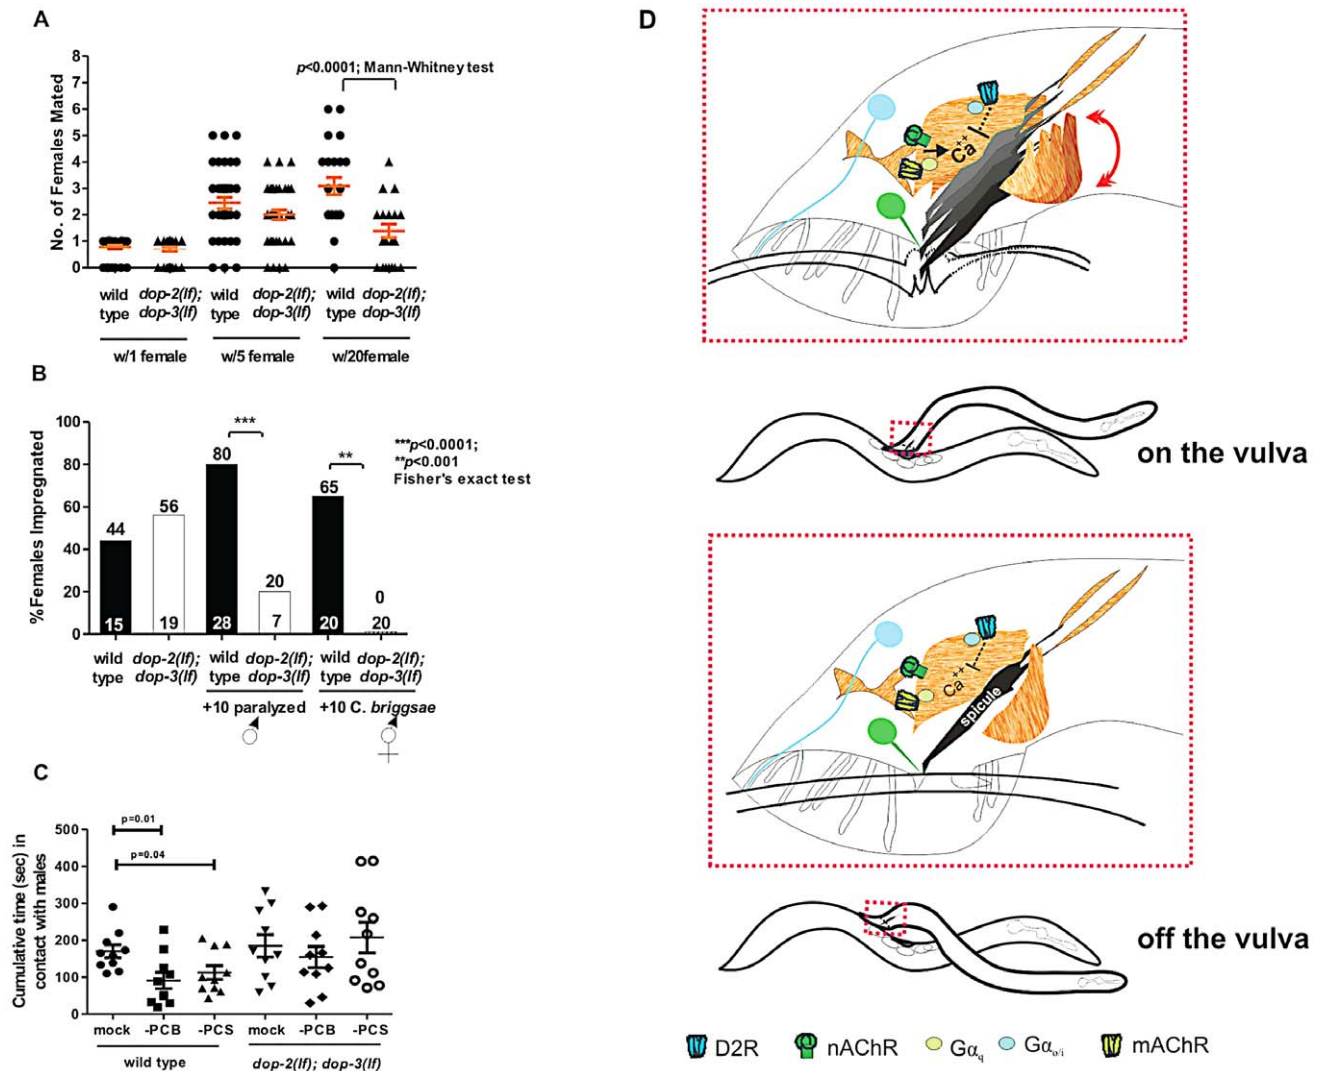 A
No. of Females Mated
8
7
6
5
4
3
2
1
0
p<0.0001; Mann-Whitney test
wild type
dop-2(lf); dop-3(lf)
wild type
dop-2(lf); dop-3(lf)
wild type
dop-2(lf); dop-3(lf)
w/1 female
w/5 female
w/20female
B
%Females Impregnated
100
80
60
40
20
0
44
56
80
20
65
0
15
19
28
7
20
20
***
**
***p<0.0001;
**p<0.001
Fisher's exact test
wild type
dop-2(lf); dop-3(lf)
wild type
dop-2(lf); dop-3(lf)
wild type
dop-2(lf); dop-3(lf)
+10 paralyzed
♂
+10 C. briggsae
C
Cumulative time (sec) in
contact with males
500
400
300
200
100
0
p=0.01
p=0.04
mock
-PCB
-PCS
mock
-PCB
-PCS
wild type
dop-2(lf); dop-3(lf)
D
Ca++
on the vulva
Ca++
spicule
off the vulva
D2R
nAChR
Gαq
Gαo/i
mAChR